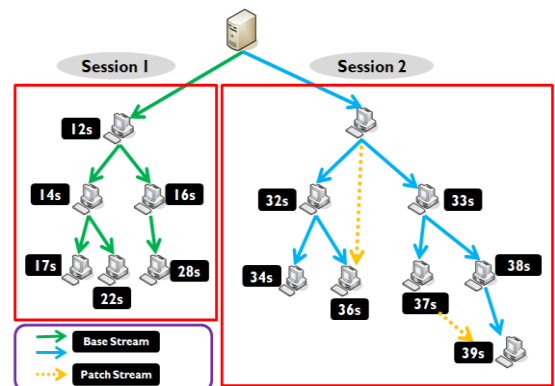 Session 1
Session 2
12s
14s
16s
32s
33s
17s
22s
28s
34s
36s
37s
38s
39s
Base Stream
Patch Stream